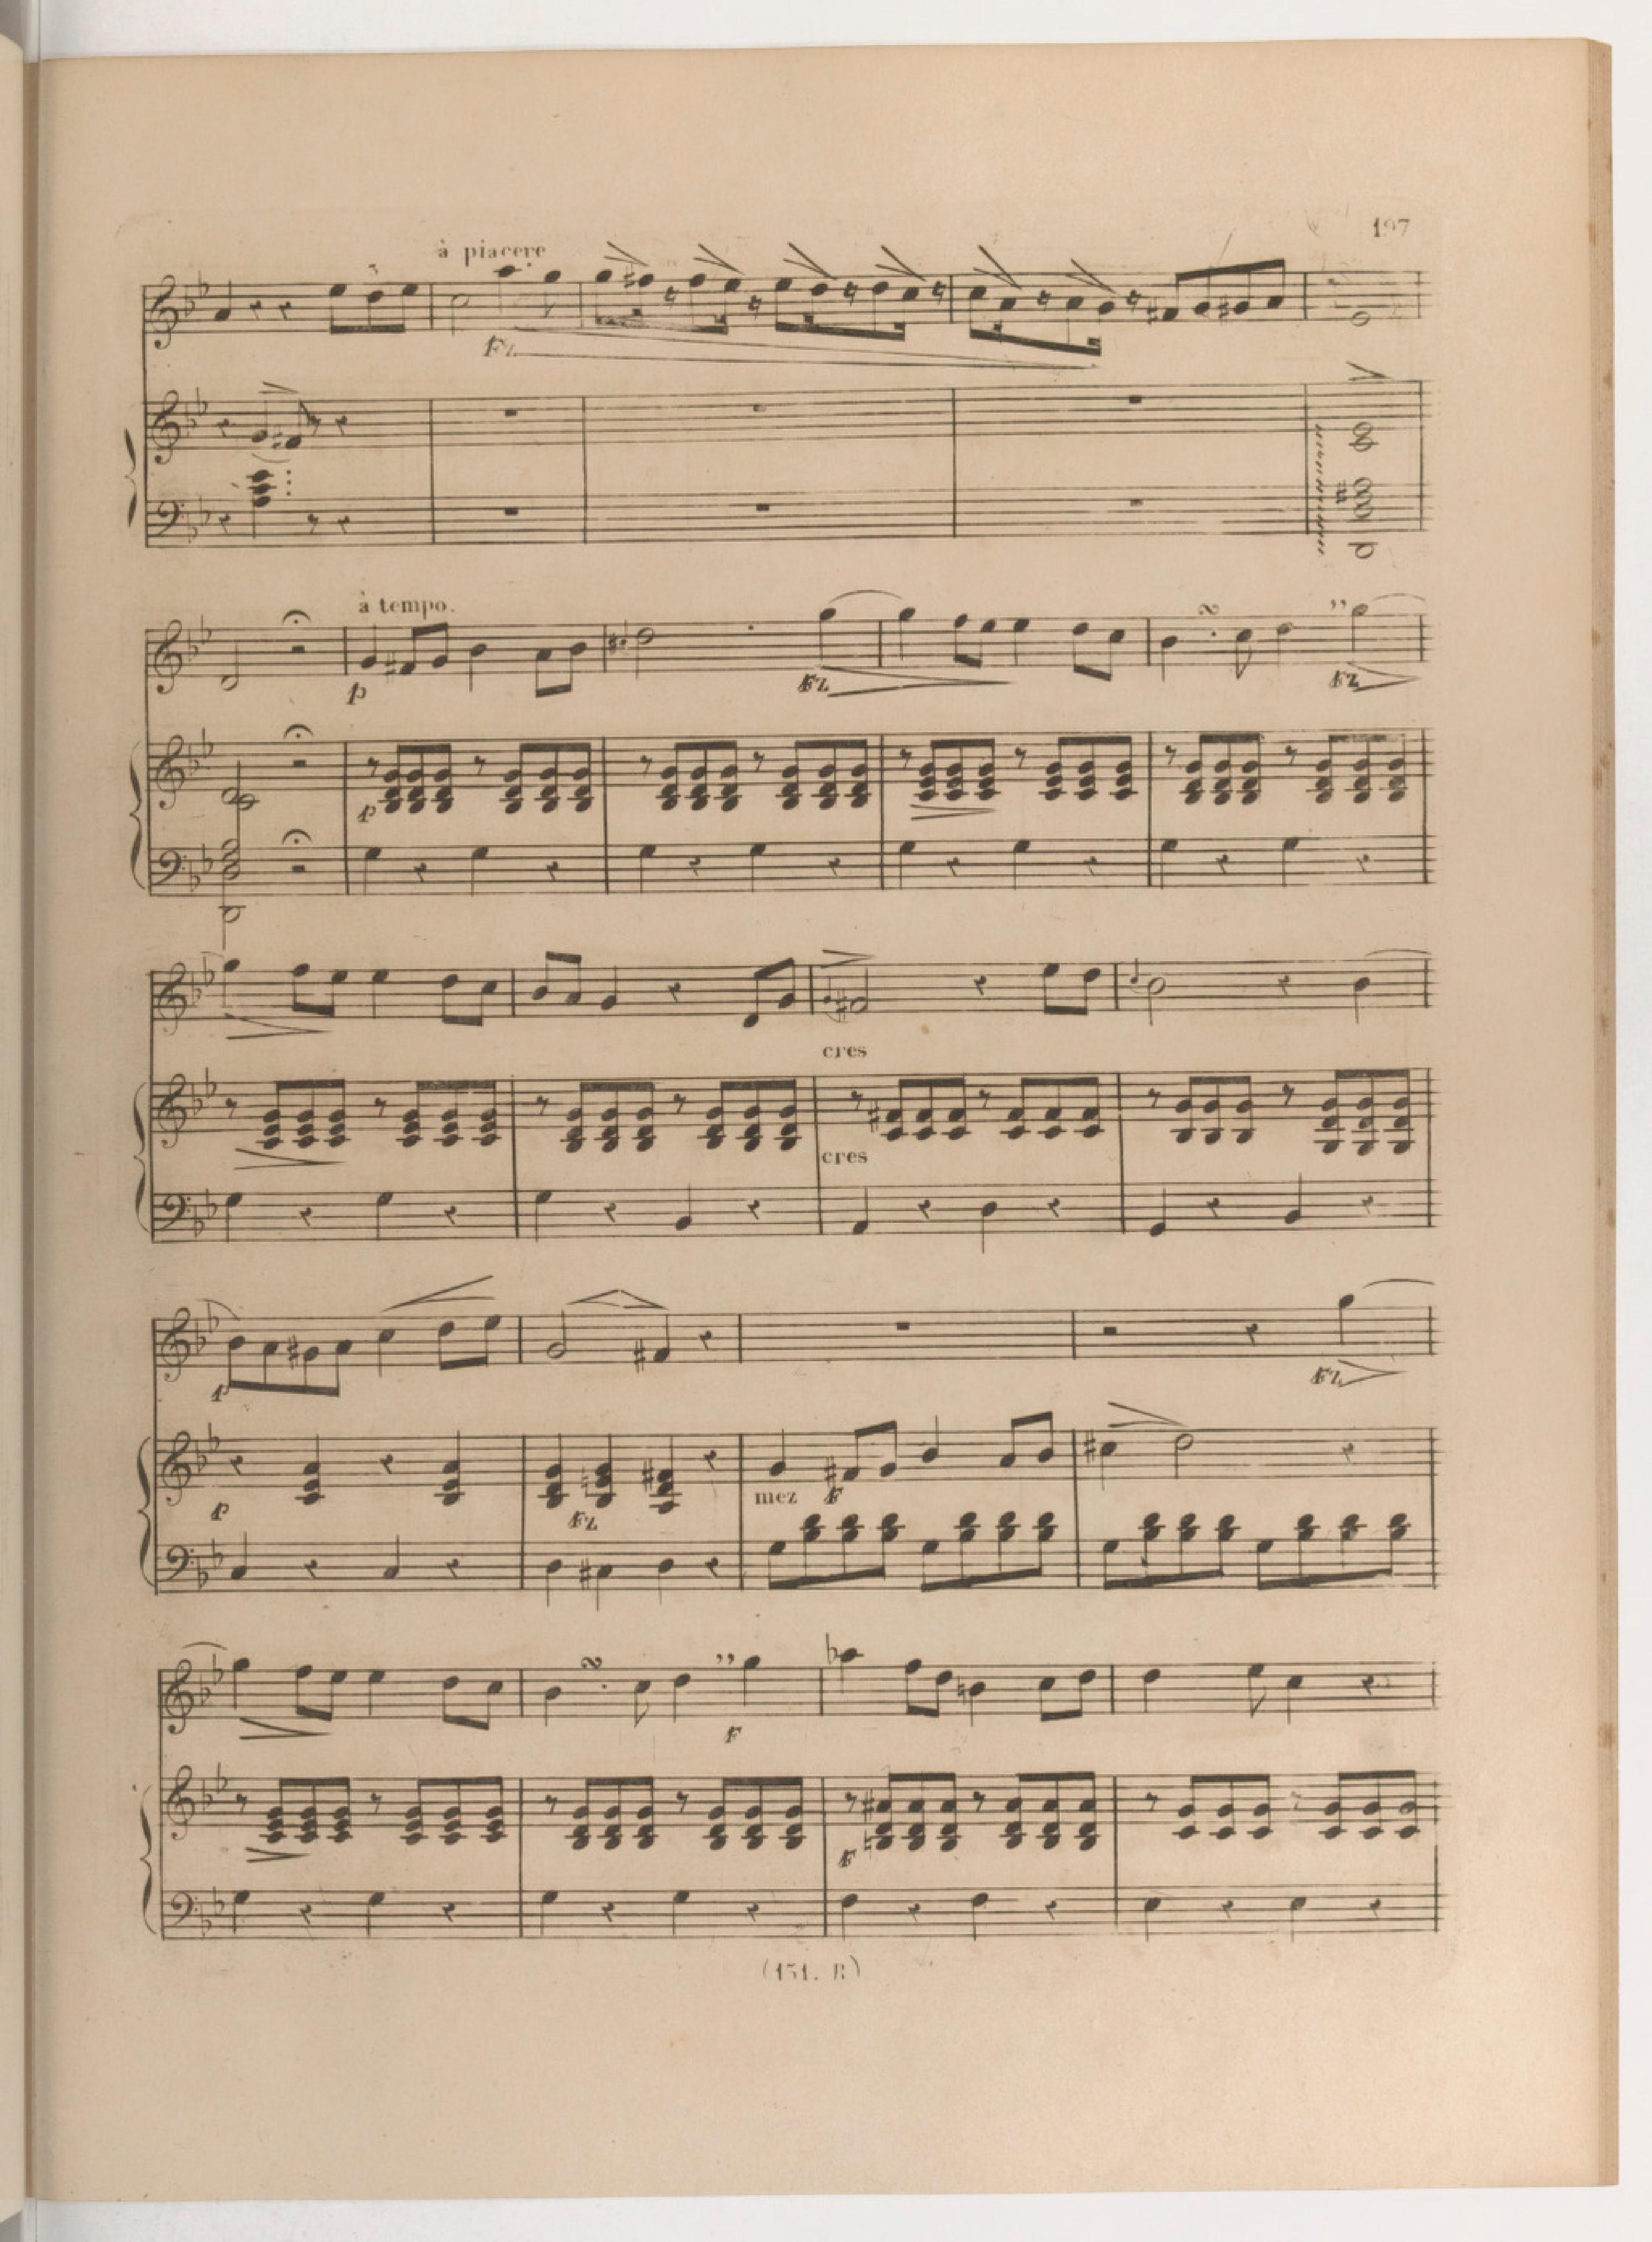 197
à piacere
3
Fz
à tempo.
p
Fz
Fz
p
cres
cres
p
Fz
p
Fz
mez F
F
F
(151. B)